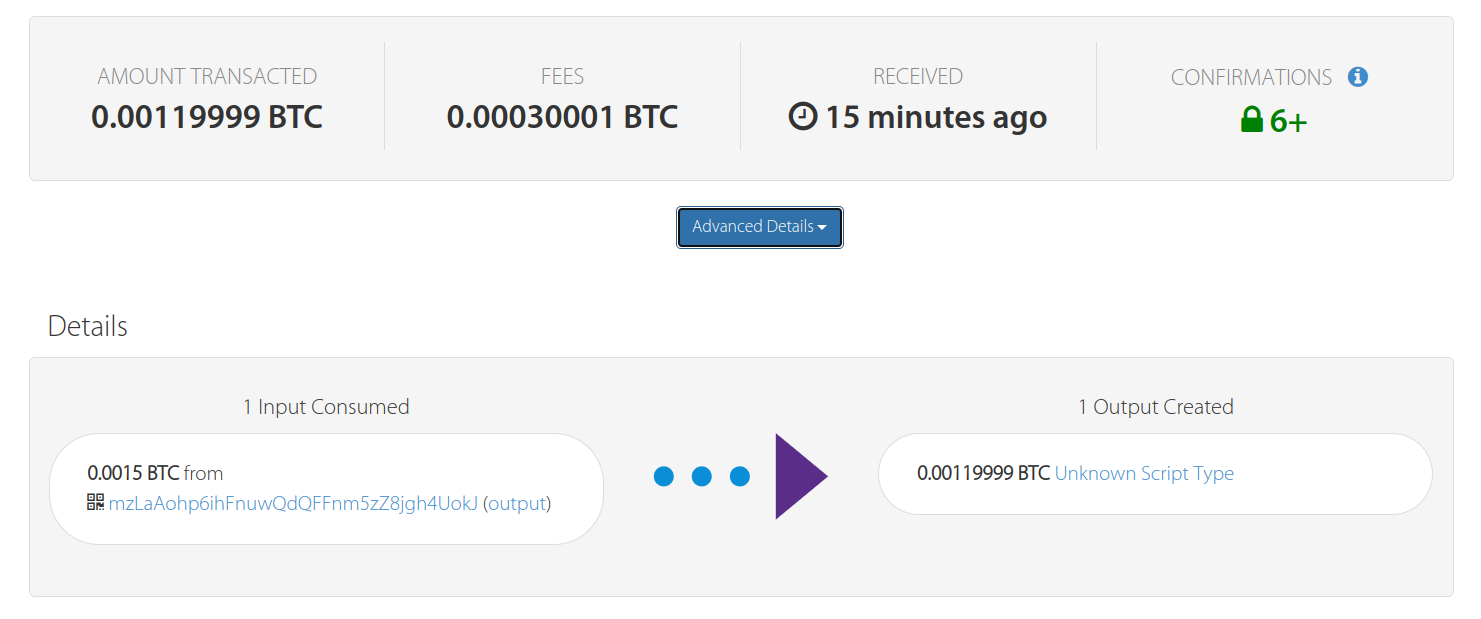 AMOUNT TRANSACTED
0.00119999 BTC
FEES
0.00030001 BTC
RECEIVED
15 minutes ago
CONFIRMATIONS
6+
Advanced Details
Details
1 Input Consumed
0.0015 BTC from
mzLaAohp6ihFnuwQdQFFnm5zZ8jgh4UokJ (output)
1 Output Created
0.00119999 BTC Unknown Script Type